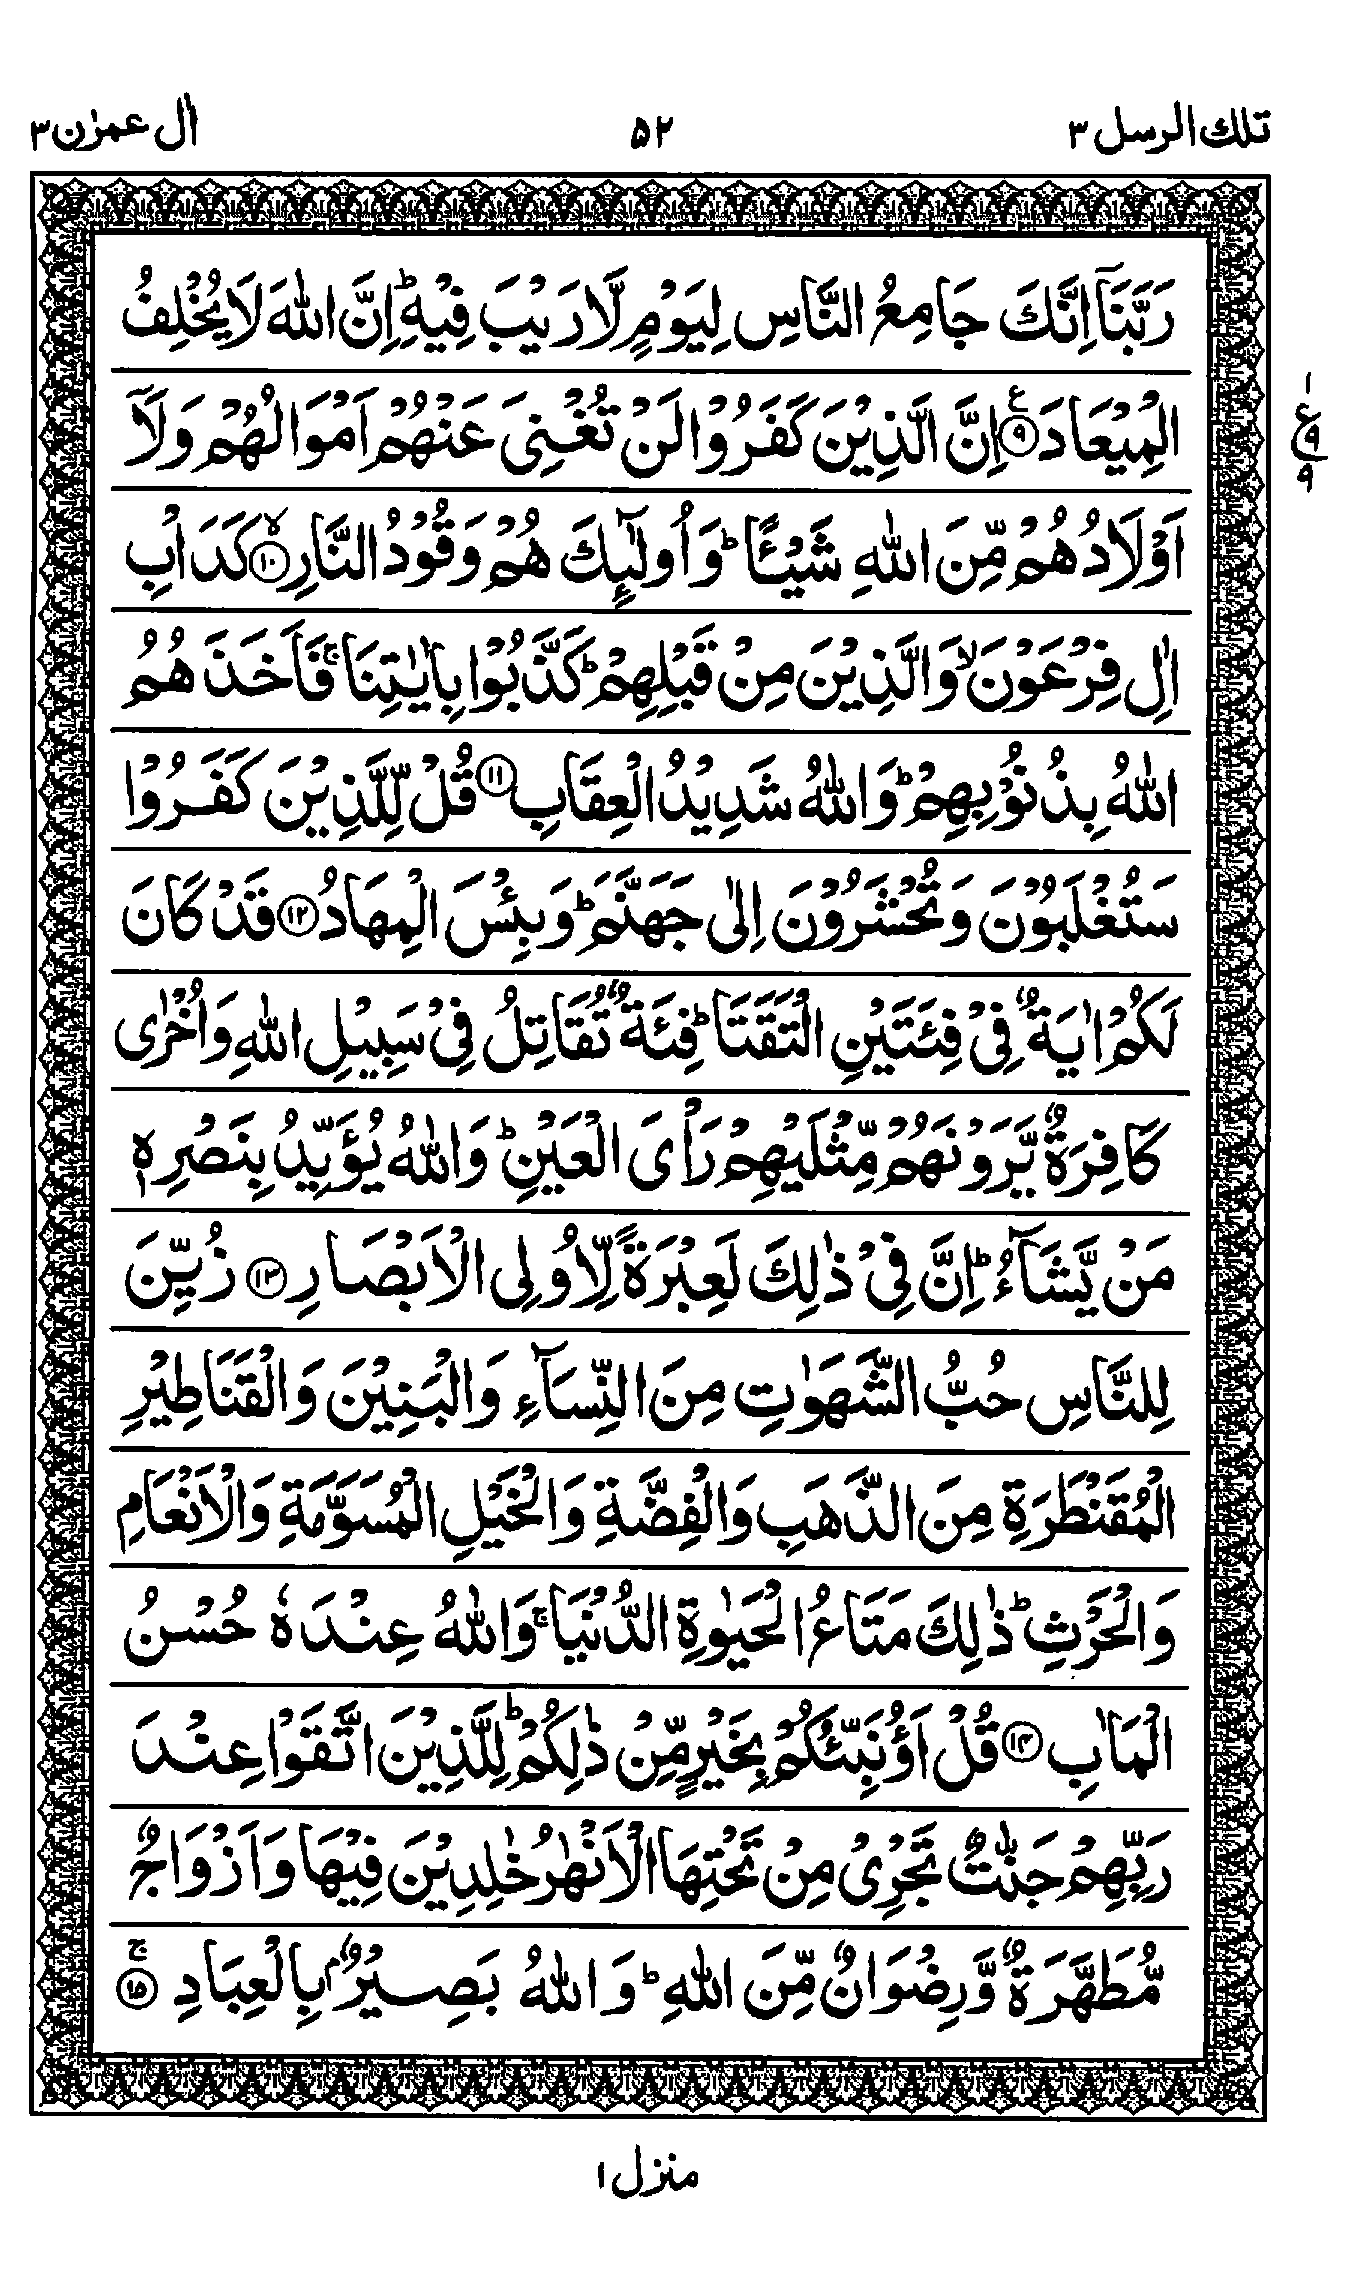 تلك الرسل ٣
٥٢
اٰل عمرٰن ٣
رَبَّنَاۤ اِنَّكَ جَامِعُ النَّاسِ لِيَوْمٍ لَّا رَيْبَ فِيْهِ ؕ اِنَّ اللّٰهَ لَا يُخْلِفُ
الْمِيْعَادَ ۧ﴿٩﴾ اِنَّ الَّذِيْنَ كَفَرُوْا لَنْ تُغْنِىَ عَنْهُمْ اَمْوَالُهُمْ وَلَاۤ
١
ع
٩
٩
اَوْلَادُهُمْ مِّنَ اللّٰهِ شَيْـًٔا ؕ وَاُولٰٓئِكَ هُمْ وَقُوْدُ النَّارِ ۙ﴿١٠﴾ كَدَاْبِ
اٰلِ فِرْعَوْنَ ۙ وَالَّذِيْنَ مِنْ قَبْلِهِمْ ؕ كَذَّبُوْا بِاٰيٰتِنَا ۚ فَاَخَذَهُمُ
اللّٰهُ بِذُنُوْبِهِمْ ؕ وَاللّٰهُ شَدِيْدُ الْعِقَابِ ﴿١١﴾ قُلْ لِّلَّذِيْنَ كَفَرُوْا
سَتُغْلَبُوْنَ وَتُحْشَرُوْنَ اِلٰى جَهَنَّمَ ؕ وَبِئْسَ الْمِهَادُ ﴿١٢﴾ قَدْ كَانَ
لَكُمْ اٰيَةٌ فِىْ فِئَتَيْنِ الْتَقَتَا ؕ فِئَةٌ تُقَاتِلُ فِىْ سَبِيْلِ اللّٰهِ وَاُخْرٰى
كَافِرَةٌ يَّرَوْنَهُمْ مِّثْلَيْهِمْ رَاْىَ الْعَيْنِ ؕ وَاللّٰهُ يُؤَيِّدُ بِنَصْرِهٖ
مَنْ يَّشَآءُ ؕ اِنَّ فِىْ ذٰلِكَ لَعِبْرَةً لِّاُولِى الْاَبْصَارِ ﴿١٣﴾ زُيِّنَ
لِلنَّاسِ حُبُّ الشَّهَوٰتِ مِنَ النِّسَآءِ وَالْبَنِيْنَ وَالْقَنَاطِيْرِ
الْمُقَنْطَرَةِ مِنَ الذَّهَبِ وَالْفِضَّةِ وَالْخَيْلِ الْمُسَوَّمَةِ وَالْاَنْعَامِ
وَالْحَرْثِ ؕ ذٰلِكَ مَتَاعُ الْحَيٰوةِ الدُّنْيَا ۚ وَاللّٰهُ عِنْدَهٗ حُسْنُ
الْمَاٰبِ ﴿١٤﴾ قُلْ اَؤُنَبِّئُكُمْ بِخَيْرٍ مِّنْ ذٰلِكُمْ ؕ لِلَّذِيْنَ اتَّقَوْا عِنْدَ
رَبِّهِمْ جَنّٰتٌ تَجْرِىْ مِنْ تَحْتِهَا الْاَنْهٰرُ خٰلِدِيْنَ فِيْهَا وَاَزْوَاجٌ
مُّطَهَّرَةٌ وَّرِضْوَانٌ مِّنَ اللّٰهِ ؕ وَاللّٰهُ بَصِيْرٌۢ بِالْعِبَادِ ۚ﴿١٥﴾
منزل ١